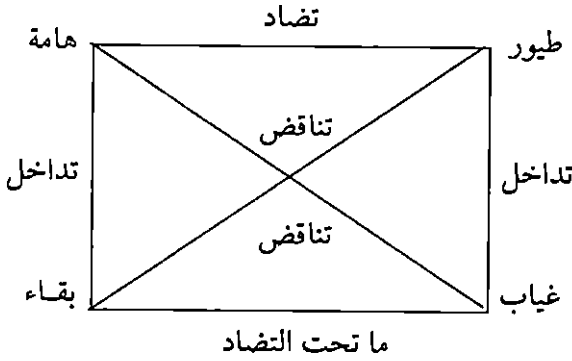 تضاد
طيور
هامة
تناقض
تداخل
تداخل
تناقض
غياب
بقاء
ما تحت التضاد